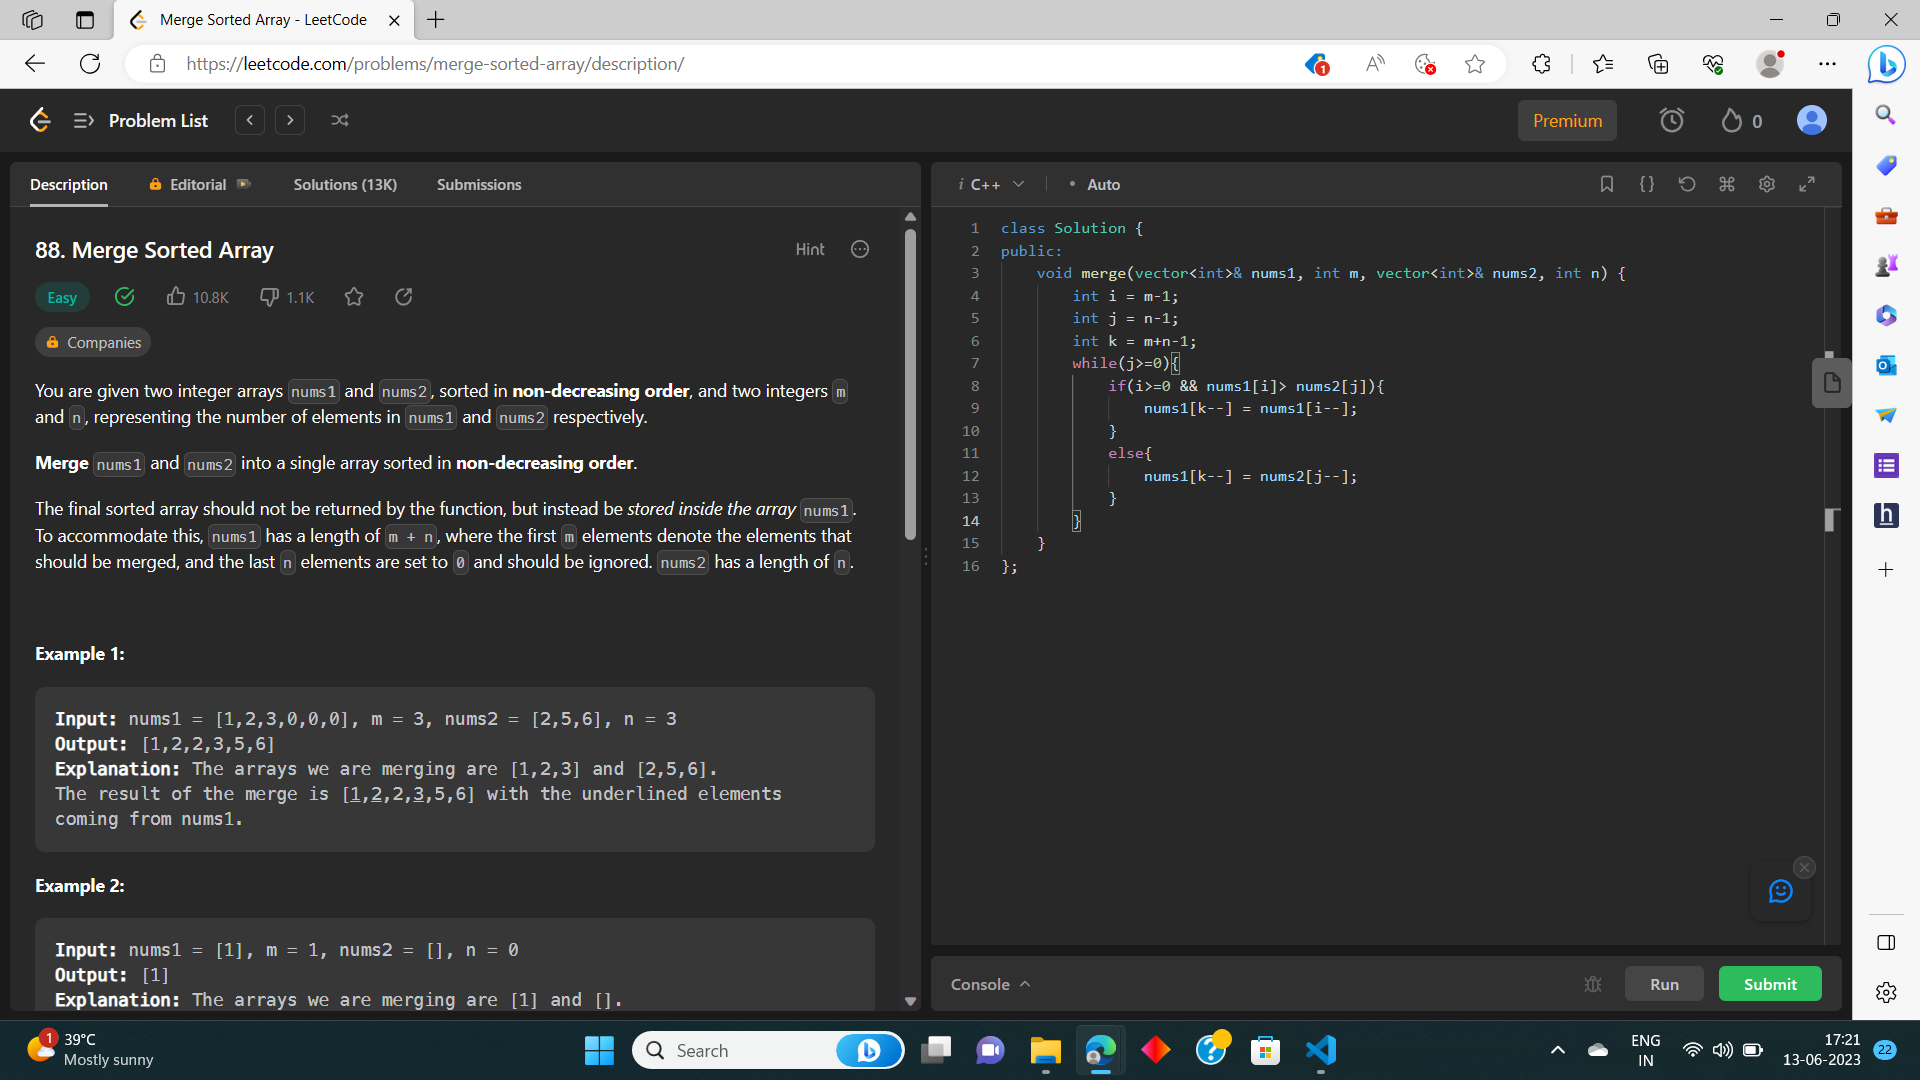 Merge Sorted Array - LeetCode
https://leetcode.com/problems/merge-sorted-array/description/
1
Problem List
Premium
0
Description
Editorial
Solutions (13K)
Submissions
88. Merge Sorted Array
Hint
Easy
10.8K
1.1K
Companies
You are given two integer arrays nums1 and nums2, sorted in non-decreasing order, and two integers m
and n, representing the number of elements in nums1 and nums2 respectively.
Merge nums1 and nums2 into a single array sorted in non-decreasing order.
The final sorted array should not be returned by the function, but instead be stored inside the array nums1.
To accommodate this, nums1 has a length of m + n, where the first m elements denote the elements that
should be merged, and the last n elements are set to 0 and should be ignored. nums2 has a length of n.
Example 1:
Input: nums1 = [1,2,3,0,0,0], m = 3, nums2 = [2,5,6], n = 3
Output: [1,2,2,3,5,6]
Explanation: The arrays we are merging are [1,2,3] and [2,5,6].
The result of the merge is [1,2,2,3,5,6] with the underlined elements
coming from nums1.
Example 2:
Input: nums1 = [1], m = 1, nums2 = [], n = 0
Output: [1]
Explanation: The arrays we are merging are [1] and [].
i C++
• Auto
1 class Solution {
2 public:
3 void merge(vector<int>& nums1, int m, vector<int>& nums2, int n) {
4 int i = m-1;
5 int j = n-1;
6 int k = m+n-1;
7 while(j>=0){
8 if(i>=0 && nums1[i]> nums2[j]){
9 nums1[k--] = nums1[i--];
10 }
11 else{
12 nums1[k--] = nums2[j--];
13 }
14 }
15 }
16 };
Console
Run
Submit
1
39°C
Mostly sunny
Search
ENG
IN
17:21
13-06-2023
22